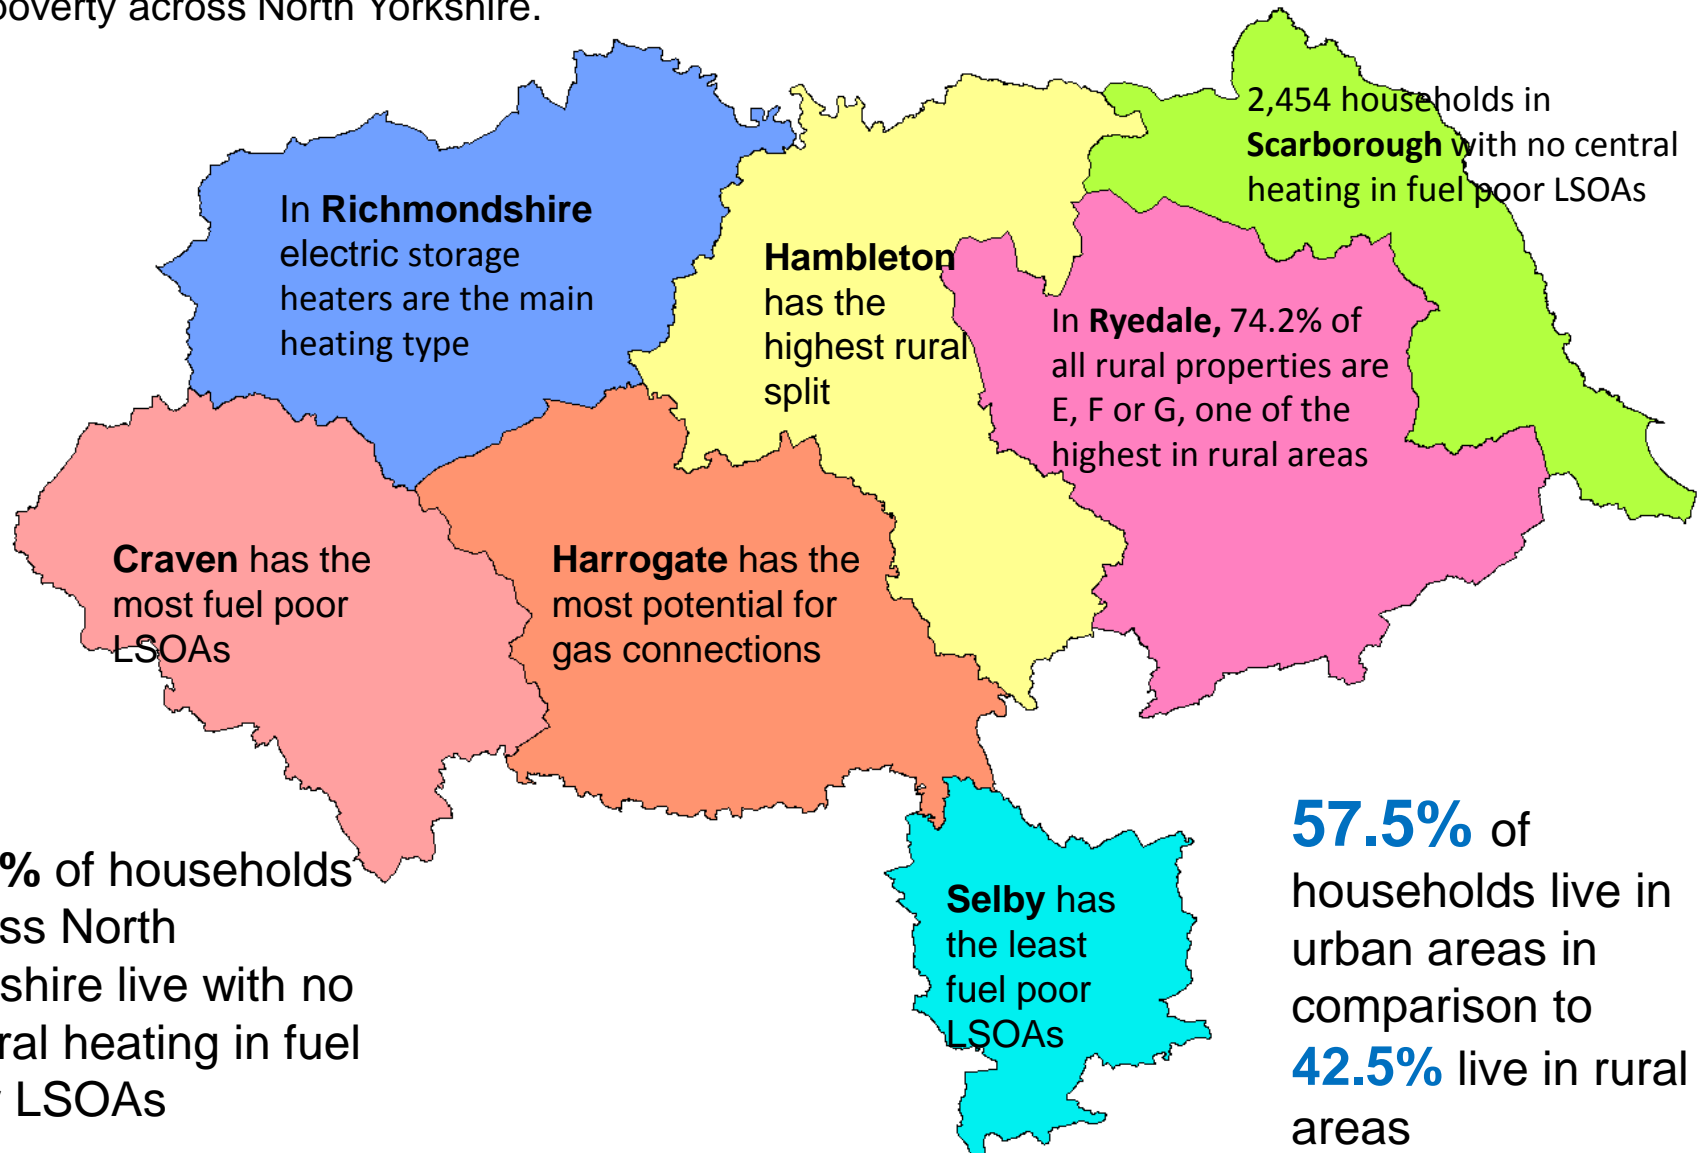 poverty across North Yorkshire.
2,454 households in
Scarborough with no central
heating in fuel poor LSOAs
In Richmondshire
electric storage
heaters are the main
heating type
Hambleton
has the
highest rural
split
In Ryedale, 74.2% of
all rural properties are
E, F or G, one of the
highest in rural areas
Craven has the
most fuel poor
LSOAs
Harrogate has the
most potential for
gas connections
Selby has
the least
fuel poor
LSOAs
% of households
ss North
shire live with no
ral heating in fuel
LSOAs
57.5% of
households live in
urban areas in
comparison to
42.5% live in rural
areas